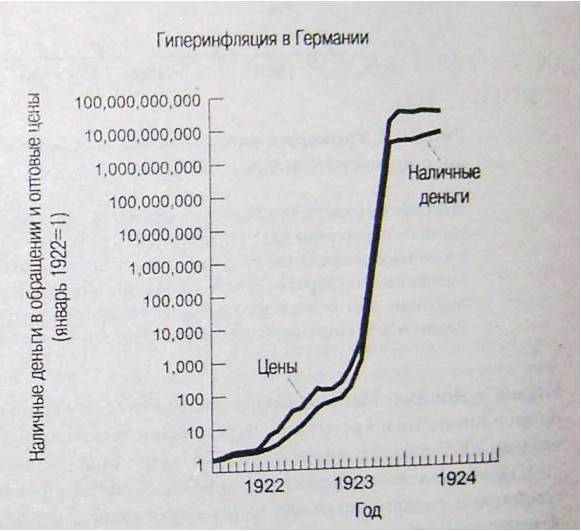 Гиперинфляция в Германии
Наличные деньги в обращении и оптовые цены
(январь 1922=1)
100,000,000,000
10,000,000,000
1,000,000,000
100,000,000
10,000,000
1,000,000
100,000
10,000
1,000
100
10
1
Наличные
деньги
Цены
1922
1923
1924
Год